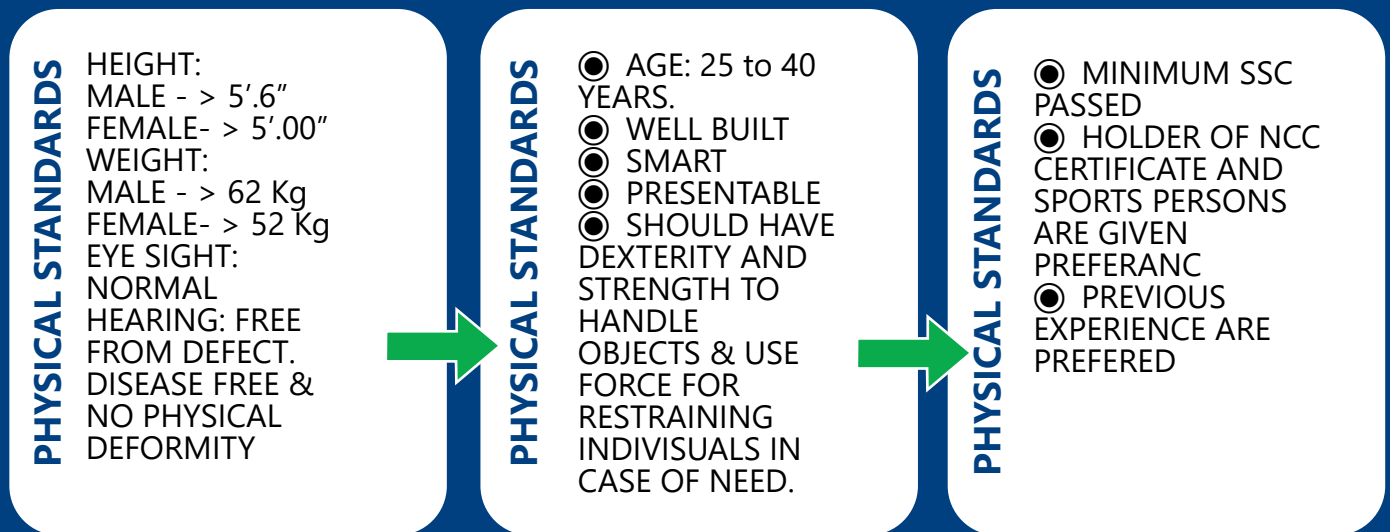 PHYSICAL STANDARDS
HEIGHT:
MALE - > 5’.6”
FEMALE- > 5’.00”
WEIGHT:
MALE - > 62 Kg
FEMALE- > 52 Kg
EYE SIGHT:
NORMAL
HEARING: FREE
FROM DEFECT.
DISEASE FREE &
NO PHYSICAL
DEFORMITY
PHYSICAL STANDARDS
◉ AGE: 25 to 40
YEARS.
◉ WELL BUILT
◉ SMART
◉ PRESENTABLE
◉ SHOULD HAVE
DEXTERITY AND
STRENGTH TO
HANDLE
OBJECTS & USE
FORCE FOR
RESTRAINING
INDIVISUALS IN
CASE OF NEED.
PHYSICAL STANDARDS
◉ MINIMUM SSC
PASSED
◉ HOLDER OF NCC
CERTIFICATE AND
SPORTS PERSONS
ARE GIVEN
PREFERANC
◉ PREVIOUS
EXPERIENCE ARE
PREFERED